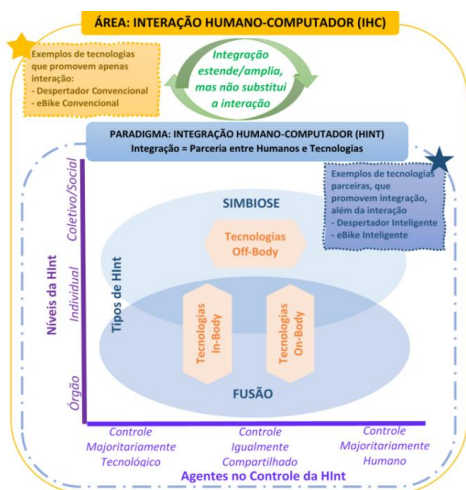 ÁREA: INTERAÇÃO HUMANO-COMPUTADOR (IHC)
Exemplos de tecnologias
que promovem apenas
interação:
- Despertador Convencional
- eBike Convencional
Integração
estende/amplia,
mas não substitui
a interação
PARADIGMA: INTEGRAÇÃO HUMANO-COMPUTADOR (HINT)
Integração = Parceria entre Humanos e Tecnologias
Exemplos de tecnologias
parceiras, que
promovem integração,
além da interação
- Despertador Inteligente
- eBike Inteligente
Níveis da HInt
Coletivo/Social
Individual
Órgão
Tipos de HInt
SIMBIOSE
Tecnologias
Off-Body
Tecnologias
In-Body
Tecnologias
On-Body
FUSÃO
Controle
Majoritariamente
Tecnológico
Controle
Igualmente
Compartilhado
Controle
Majoritariamente
Humano
Agentes no Controle da HInt